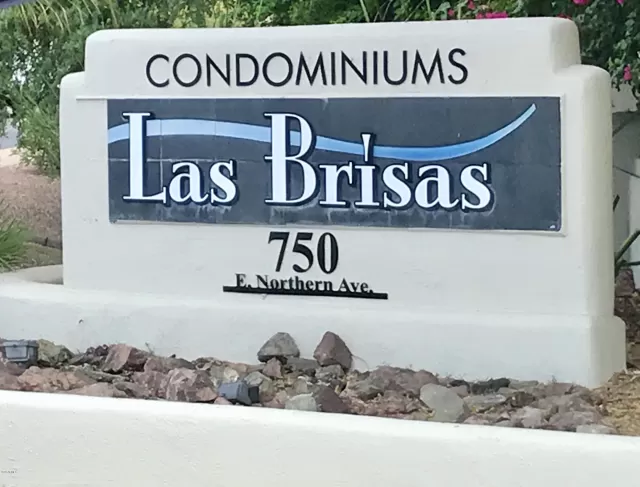 CONDOMINIUMS
Las Brisas
750
E. Northern Ave.